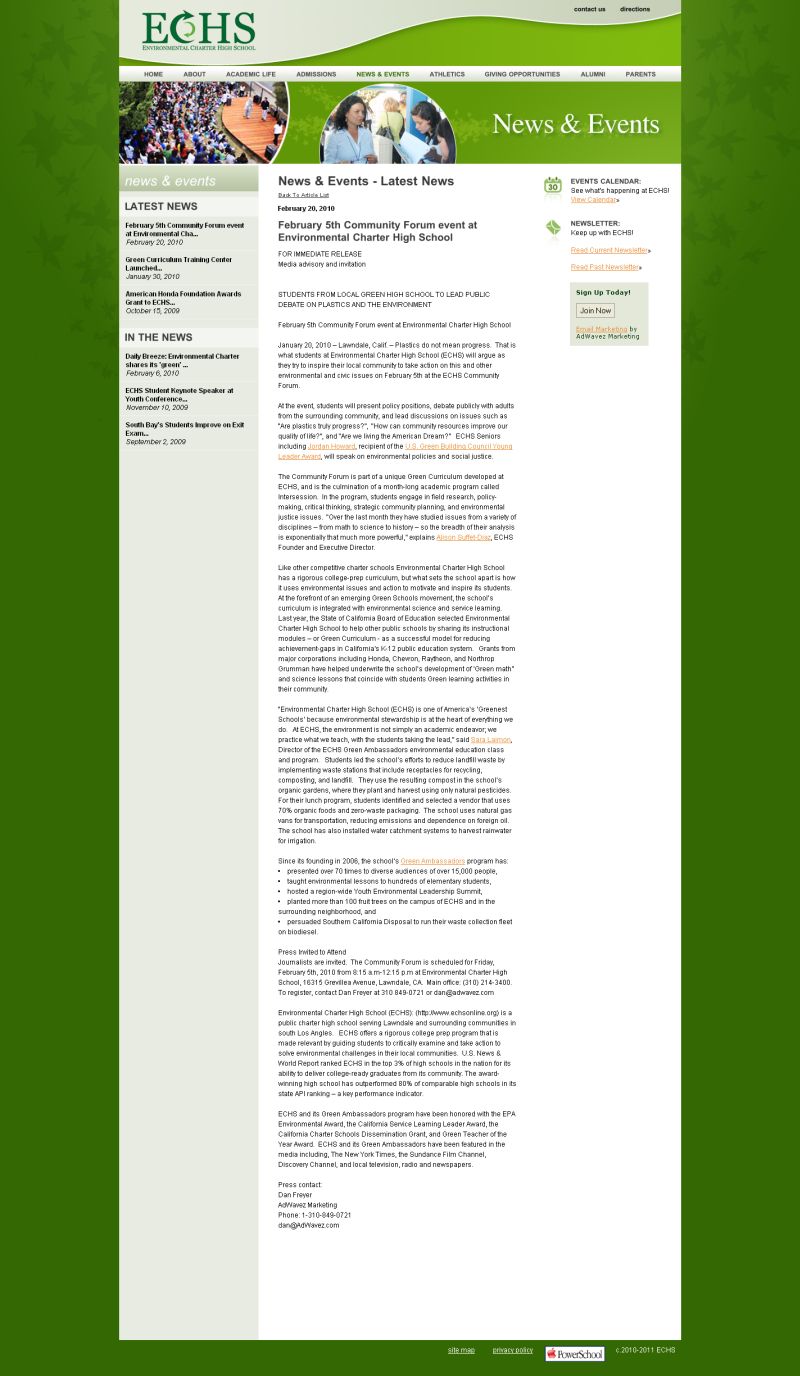 contact us directions
ECHS
ENVIRONMENTAL CHARTER HIGH SCHOOL
HOME ABOUT ACADEMIC LIFE ADMISSIONS NEWS & EVENTS ATHLETICS GIVING OPPORTUNITIES ALUMNI PARENTS
News & Events
news & events
LATEST NEWS
February 5th Community Forum event
at Environmental Cha...
February 20, 2010
Green Curriculum Training Center
Launched...
January 30, 2010
American Honda Foundation Awards
Grant to ECHS...
October 15, 2009
IN THE NEWS
Daily Breeze: Environmental Charter
shares its 'green' ...
February 6, 2010
ECHS Student Keynote Speaker at
Youth Conference...
November 10, 2009
South Bay's Students Improve on Exit
Exam...
September 2, 2009
News & Events - Latest News
Back To Article List
February 20, 2010
February 5th Community Forum event at
Environmental Charter High School
FOR IMMEDIATE RELEASE
Media advisory and invitation
STUDENTS FROM LOCAL GREEN HIGH SCHOOL TO LEAD PUBLIC
DEBATE ON PLASTICS AND THE ENVIRONMENT
February 5th Community Forum event at Environmental Charter High School
January 20, 2010 – Lawndale, Calif. – Plastics do not mean progress. That is
what students at Environmental Charter High School (ECHS) will argue as
they try to inspire their local community to take action on this and other
environmental and civic issues on February 5th at the ECHS Community
Forum.
At the event, students will present policy positions, debate publicly with adults
from the surrounding community, and lead discussions on issues such as
"Are plastics truly progress?", "How can community resources improve our
quality of life?", and "Are we living the American Dream?" ECHS Seniors
including Jordan Howard, recipient of the U.S. Green Building Council Young
Leader Award, will speak on environmental policies and social justice.
The Community Forum is part of a unique Green Curriculum developed at
ECHS, and is the culmination of a month-long academic program called
Intersession. In the program, students engage in field research, policy-
making, critical thinking, strategic community planning, and environmental
justice issues. "Over the last month they have studied issues from a variety of
disciplines – from math to science to history – so the breadth of their analysis
is exponentially that much more powerful," explains Alison Suffet-Diaz, ECHS
Founder and Executive Director.
Like other competitive charter schools Environmental Charter High School
has a rigorous college-prep curriculum, but what sets the school apart is how
it uses environmental issues and action to motivate and inspire its students.
At the forefront of an emerging Green Schools movement, the school's
curriculum is integrated with environmental science and service learning.
Last year, the State of California Board of Education selected Environmental
Charter High School to help other public schools by sharing its instructional
modules – or Green Curriculum - as a successful model for reducing
achievement-gaps in California's K-12 public education system. Grants from
major corporations including Honda, Chevron, Raytheon, and Northrop
Grumman have helped underwrite the school's development of 'Green math"
and science lessons that coincide with students Green learning activities in
their community.
"Environmental Charter High School (ECHS) is one of America's 'Greenest
Schools' because environmental stewardship is at the heart of everything we
do. At ECHS, the environment is not simply an academic endeavor; we
practice what we teach, with the students taking the lead," said Sara Laimon,
Director of the ECHS Green Ambassadors environmental education class
and program. Students led the school's efforts to reduce landfill waste by
implementing waste stations that include receptacles for recycling,
composting, and landfill. They use the resulting compost in the school's
organic gardens, where they plant and harvest using only natural pesticides.
For their lunch program, students identified and selected a vendor that uses
70% organic foods and zero-waste packaging. The school uses natural gas
vans for transportation, reducing emissions and dependence on foreign oil.
The school has also installed water catchment systems to harvest rainwater
for irrigation.
Since its founding in 2006, the school's Green Ambassadors program has:
• presented over 70 times to diverse audiences of over 15,000 people,
• taught environmental lessons to hundreds of elementary students,
• hosted a region-wide Youth Environmental Leadership Summit,
• planted more than 100 fruit trees on the campus of ECHS and in the
surrounding neighborhood, and
• persuaded Southern California Disposal to run their waste collection fleet
on biodiesel.
Press Invited to Attend
Journalists are invited. The Community Forum is scheduled for Friday,
February 5th, 2010 from 8:15 a.m-12:15 p.m at Environmental Charter High
School, 16315 Grevillea Avenue, Lawndale, CA. Main office: (310) 214-3400.
To register, contact Dan Freyer at 310 849-0721 or dan@adwavez.com
Environmental Charter High School (ECHS): (http://www.echsonline.org) is a
public charter high school serving Lawndale and surrounding communities in
south Los Angles. ECHS offers a rigorous college prep program that is
made relevant by guiding students to critically examine and take action to
solve environmental challenges in their local communities. U.S. News &
World Report ranked ECHS in the top 3% of high schools in the nation for its
ability to deliver college-ready graduates from its community. The award-
winning high school has outperformed 80% of comparable high schools in its
state API ranking – a key performance indicator.
ECHS and its Green Ambassadors program have been honored with the EPA
Environmental Award, the California Service Learning Leader Award, the
California Charter Schools Dissemination Grant, and Green Teacher of the
Year Award. ECHS and its Green Ambassadors have been featured in the
media including, The New York Times, the Sundance Film Channel,
Discovery Channel, and local television, radio and newspapers.
Press contact:
Dan Freyer
AdWavez Marketing
Phone: 1-310-849-0721
dan@AdWavez.com
30
EVENTS CALENDAR:
See what's happening at ECHS!
View Calendar»
NEWSLETTER:
Keep up with ECHS!
Read Current Newsletter»
Read Past Newsletter»
Sign Up Today!
Join Now
Email Marketing by
AdWavez Marketing
site map privacy policy PowerSchool c.2010-2011 ECHS